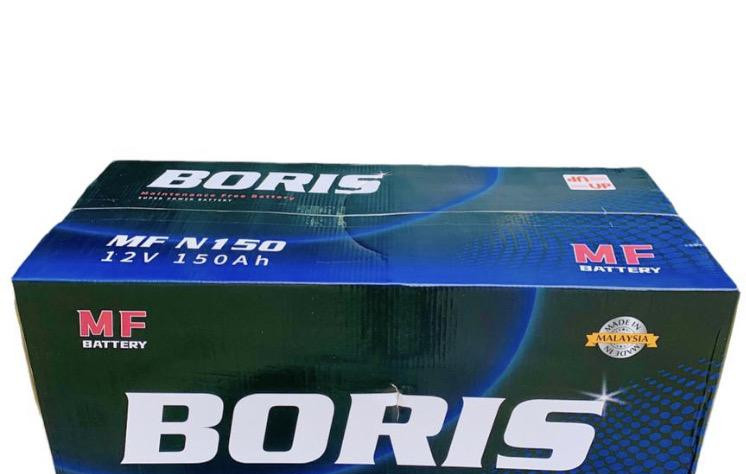 BORIS
Maintenance Free Battery
SUPER POWER BATTERY
UP
UP
MF N150
12V 150Ah
MF
BATTERY
MF
BATTERY
MADE IN
MALAYSIA
MADE IN
BORIS